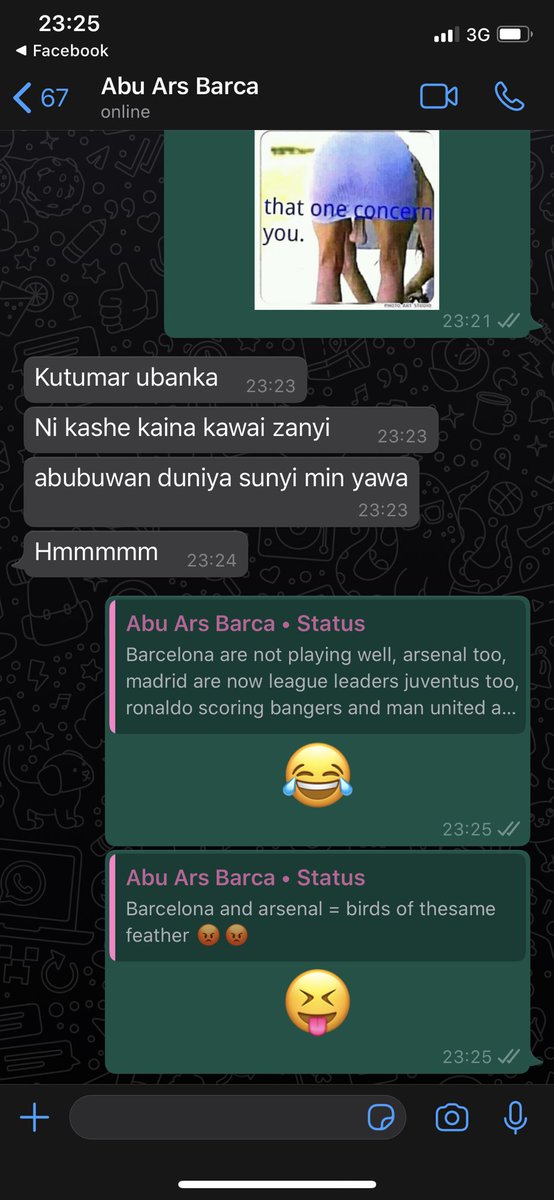 23:25
3G
Facebook
67
Abu Ars Barca
online
that one concern
you.
PHOTO ART STUDIO
23:21
Kutumar ubanka
23:23
Ni kashe kaina kawai zanyi
23:23
abubuwan duniya sunyi min yawa
23:23
Hmmmmm
23:24
Abu Ars Barca • Status
Barcelona are not playing well, arsenal too,
madrid are now league leaders juventus too,
ronaldo scoring bangers and man united a...
😂
23:25
Abu Ars Barca • Status
Barcelona and arsenal = birds of thesame
feather 😡 😡
😝
23:25